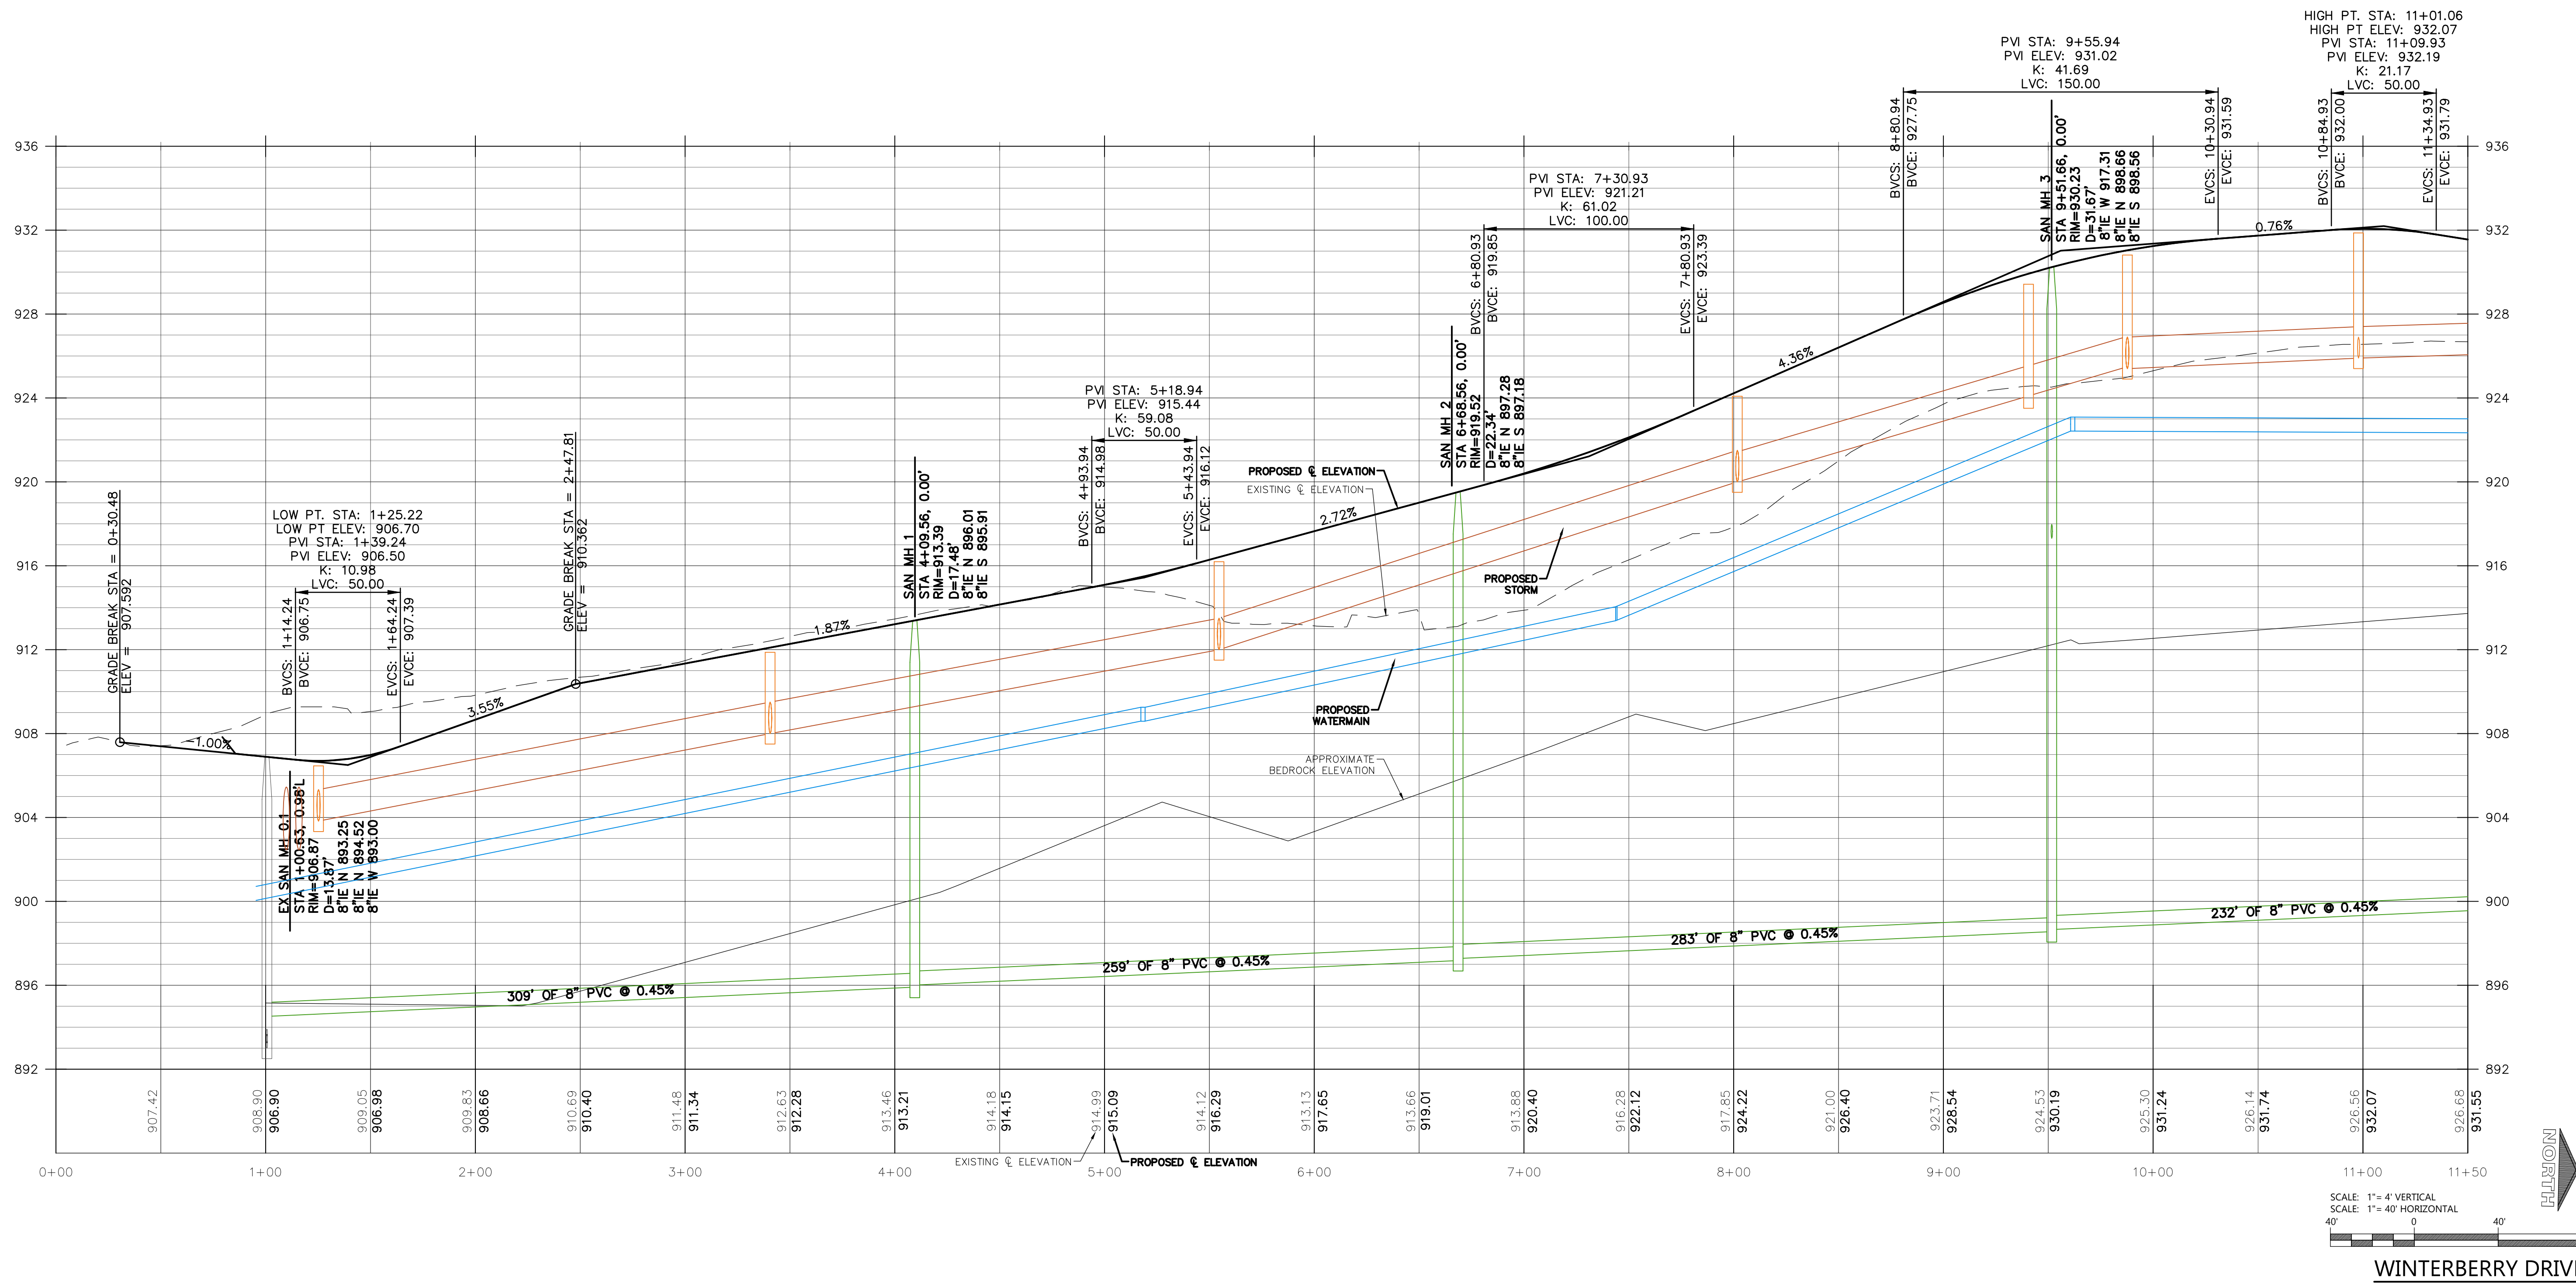 HIGH PT. STA: 11+01.06
HIGH PT ELEV: 932.07
PVI STA: 11+09.93
PVI ELEV: 932.19
K: 21.17
LVC: 50.00
PVI STA: 9+55.94
PVI ELEV: 931.02
K: 41.69
LVC: 150.00
BVCS: 8+80.94
BVCE: 927.75
EVCS: 10+30.94
EVCE: 931.59
BVCS: 10+84.93
BVCE: 932.00
EVCS: 11+34.93
EVCE: 931.79
SAN MH 3
STA 9+51.66, 0.00'
RIM=930.23
D=31.67'
8"IE W 917.31
8"IE N 898.66
8"IE S 898.56
PVI STA: 7+30.93
PVI ELEV: 921.21
K: 61.02
LVC: 100.00
BVCS: 6+80.93
BVCE: 919.85
EVCS: 7+80.93
EVCE: 923.39
SAN MH 2
STA 6+68.56, 0.00'
RIM=919.52
D=22.34'
8"IE N 897.28
8"IE S 897.18
PVI STA: 5+18.94
PVI ELEV: 915.44
K: 59.08
LVC: 50.00
BVCS: 4+93.94
BVCE: 914.98
EVCS: 5+43.94
EVCE: 916.12
SAN MH 1
STA 4+09.56, 0.00'
RIM=913.39
D=17.48'
8"IE N 896.01
8"IE S 895.91
GRADE BREAK STA = 2+47.81
ELEV = 910.362
LOW PT. STA: 1+25.22
LOW PT ELEV: 906.70
PVI STA: 1+39.24
PVI ELEV: 906.50
K: 10.98
LVC: 50.00
BVCS: 1+14.24
BVCE: 906.75
EVCS: 1+64.24
EVCE: 907.39
GRADE BREAK STA = 0+30.48
ELEV = 907.592
EX SAN MH 0.1
STA 1+00.63, 0.98'L
RIM=906.87
D=13.87'
8"IE N 893.25
8"IE N 894.52
8"IE W 893.00
-1.00%
3.55%
1.87%
2.72%
4.36%
0.76%
PROPOSED ℄ ELEVATION
EXISTING ℄ ELEVATION
PROPOSED
STORM
PROPOSED
WATERMAIN
APPROXIMATE
BEDROCK ELEVATION
309' OF 8" PVC @ 0.45%
259' OF 8" PVC @ 0.45%
283' OF 8" PVC @ 0.45%
232' OF 8" PVC @ 0.45%
936
932
928
924
920
916
912
908
904
900
896
892
936
932
928
924
920
916
912
908
904
900
896
892
907.42
908.90
906.90
909.05
906.98
909.83
908.66
910.69
910.40
911.48
911.34
912.63
912.28
913.46
913.21
914.18
914.15
914.99
915.09
914.12
916.29
913.13
917.65
913.66
919.01
913.88
920.40
916.28
922.12
917.85
924.22
921.00
926.40
923.71
928.54
924.53
930.19
925.30
931.24
926.14
931.74
926.56
932.07
926.68
931.55
EXISTING ℄ ELEVATION
PROPOSED ℄ ELEVATION
0+00
1+00
2+00
3+00
4+00
5+00
6+00
7+00
8+00
9+00
10+00
11+00
11+50
NORTH
SCALE: 1"= 4' VERTICAL
SCALE: 1"= 40' HORIZONTAL
40'
0
40'
WINTERBERRY DRIV